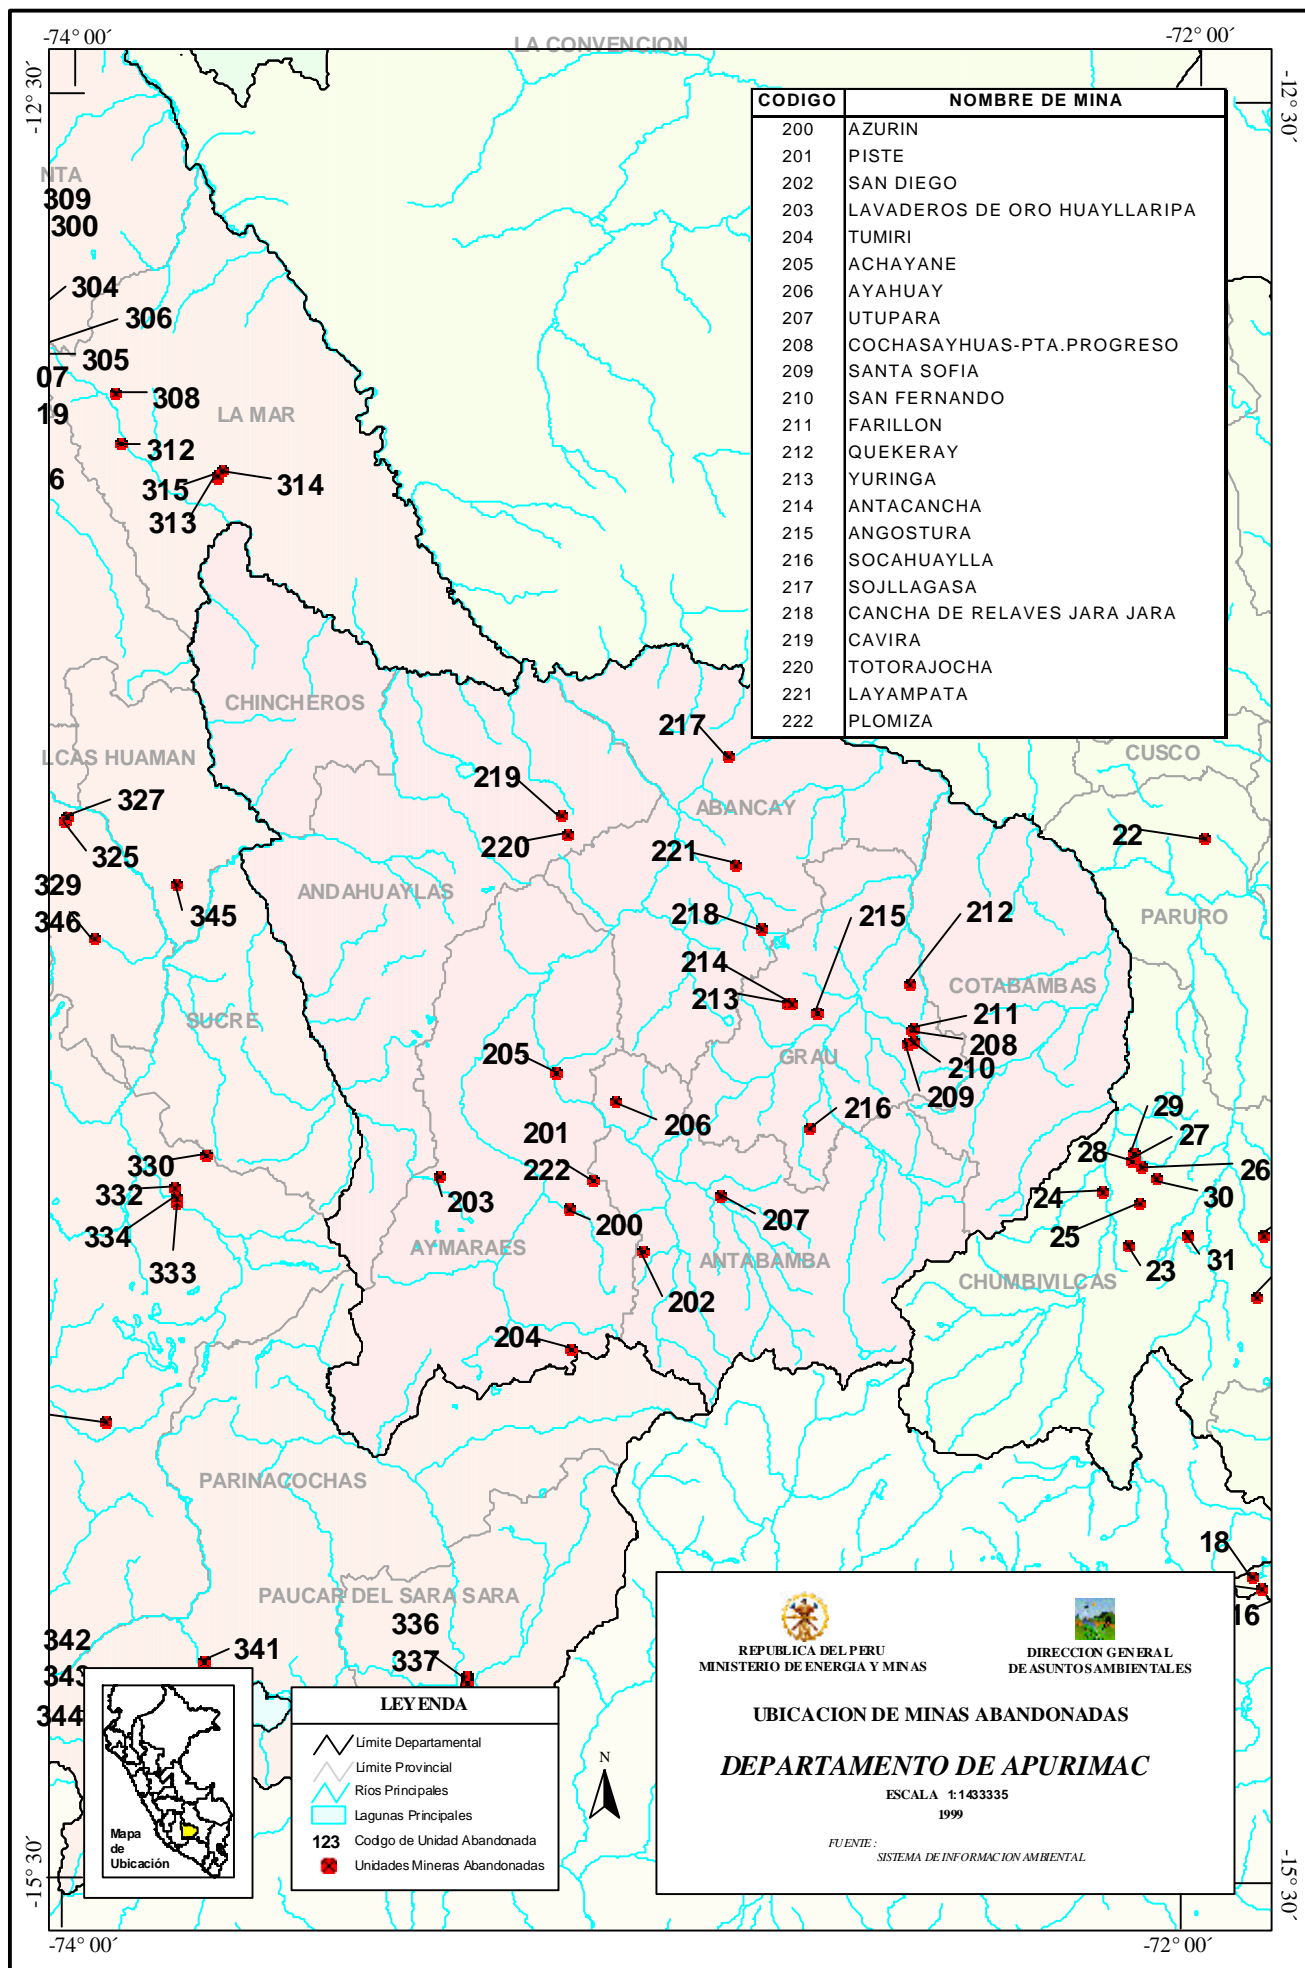 -74° 00´
-72° 00´
-12° 30´
-12° 30´
LA CONVENCION
CODIGO NOMBRE DE MINA
200 AZURIN
201 PISTE
202 SAN DIEGO
203 LAVADEROS DE ORO HUAYLLARIPA
204 TUMIRI
205 ACHAYANE
206 AYAHUAY
207 UTUPARA
208 COCHASAYHUAS-PTA.PROGRESO
209 SANTA SOFIA
210 SAN FERNANDO
211 FARILLON
212 QUEKERAY
213 YURINGA
214 ANTACANCHA
215 ANGOSTURA
216 SOCAHUAYLLA
217 SOJLLAGASA
218 CANCHA DE RELAVES JARA JARA
219 CAVIRA
220 TOTORAJOCHA
221 LAYAMPATA
222 PLOMIZA
NTA
309
300
304
306
305
07
308
19
LA MAR
312
6
315
314
313
CHINCHEROS
217
LCAS HUAMAN
CUSCO
219
327
ABANCAY
22
220
221
325
329
ANDAHUAYLAS
345
346
218
215
212
PARURO
214
213
COTABAMBAS
SUCRE
211
208
GRAU
210
205
209
206
216
29
201
27
28
330
222
26
332
203
24
30
200
207
334
25
AYMARAES
333
ANTABAMBA
23
31
202
CHUMBIVILCAS
204
PARINACOCHAS
18
PAUCAR DEL SARA SARA
16
336
342
341
337
343
344
REPUBLICA DEL PERU
MINISTERIO DE ENERGIA Y MINAS
DIRECCION GENERAL
DE ASUNTOS AMBIENTALES
UBICACION DE MINAS ABANDONADAS
DEPARTAMENTO DE APURIMAC
ESCALA 1:1433335
1999
FUENTE :
SISTEMA DE INFORMACION AMBIENTAL
LEYENDA
Límite Departamental
Límite Provincial
Ríos Principales
Lagunas Principales
123 Codgo de Unidad Abandonada
Unidades Mineras Abandonadas
N
Mapa
de
Ubicación
-15° 30´
-15° 30´
-74° 00´
-72° 00´